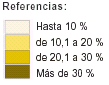 Referencias:
Hasta 10 %
de 10,1 a 20 %
de 20,1 a 30 %
Más de 30 %